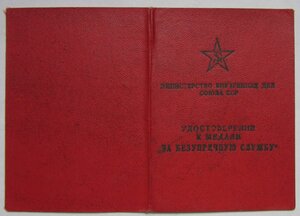 МИНИСТЕРСТВО ВНУТРЕННИХ ДЕЛ
СОЮЗА ССР
УДОСТОВЕРЕНИЕ
К МЕДАЛИ
„ЗА БЕЗУПРЕЧНУЮ СЛУЖБУ"